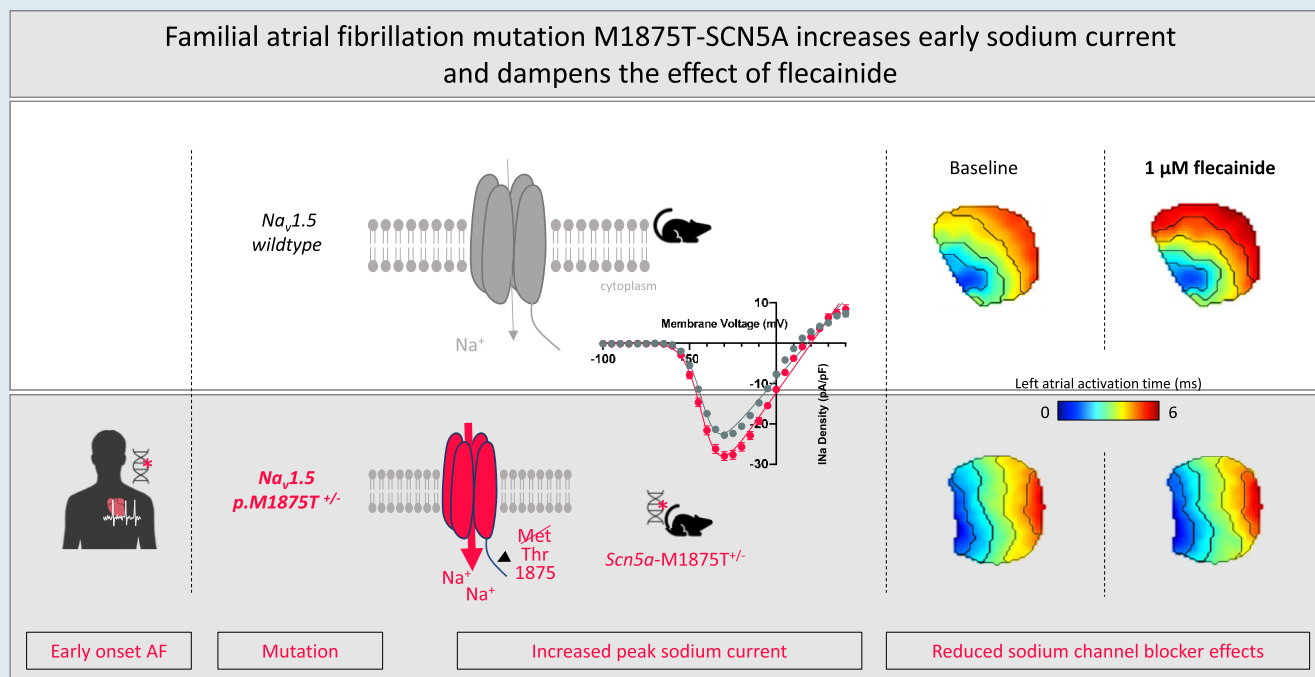 Familial atrial fibrillation mutation M1875T-SCN5A increases early sodium current
and dampens the effect of flecainide
Baseline
1 µM flecainide
Nav1.5
wildtype
cytoplasm
Na+
10
Membrane Voltage (mV)
-100
-50
-10
-20
-30
INa Density (pA/pF)
Left atrial activation time (ms)
0
6
Nav1.5
p.M1875T +/-
Met
Thr
1875
Na+
Na+
Scn5a-M1875T+/-
Early onset AF
Mutation
Increased peak sodium current
Reduced sodium channel blocker effects